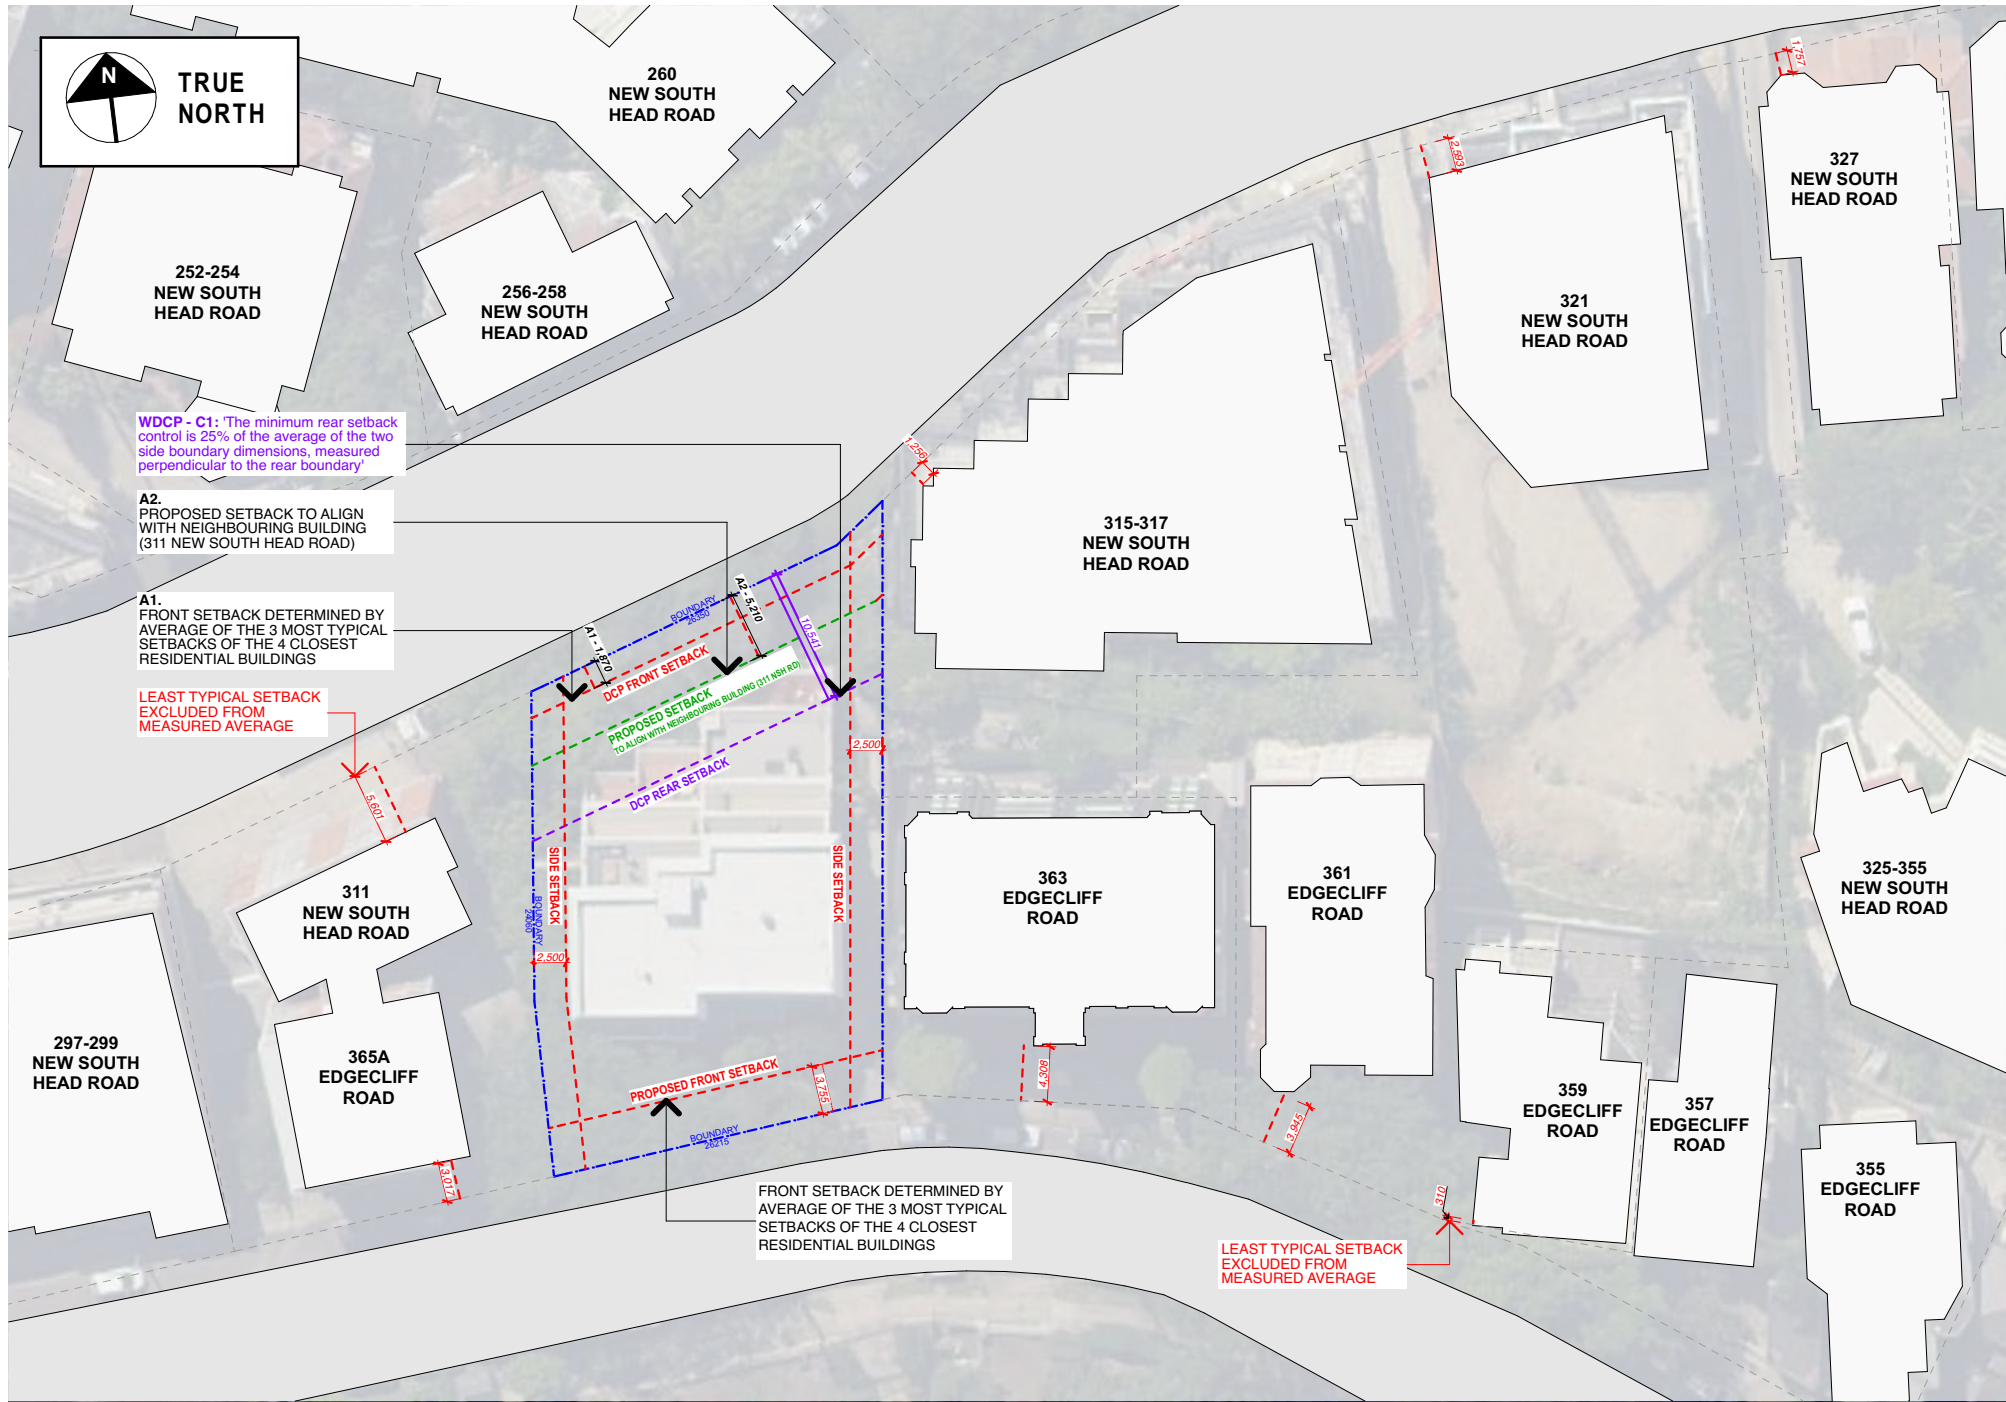 N
TRUE
NORTH
260
NEW SOUTH
HEAD ROAD
252-254
NEW SOUTH
HEAD ROAD
256-258
NEW SOUTH
HEAD ROAD
1,757
327
NEW SOUTH
HEAD ROAD
2,593
321
NEW SOUTH
HEAD ROAD
WDCP - C1: 'The minimum rear setback
control is 25% of the average of the two
side boundary dimensions, measured
perpendicular to the rear boundary'
A2.
PROPOSED SETBACK TO ALIGN
WITH NEIGHBOURING BUILDING
(311 NEW SOUTH HEAD ROAD)
A1.
FRONT SETBACK DETERMINED BY
AVERAGE OF THE 3 MOST TYPICAL
SETBACKS OF THE 4 CLOSEST
RESIDENTIAL BUILDINGS
LEAST TYPICAL SETBACK
EXCLUDED FROM
MEASURED AVERAGE
1,256
315-317
NEW SOUTH
HEAD ROAD
BOUNDARY
26350
A2 - 5,210
A1 - 1,870
10,541
DCP FRONT SETBACK
PROPOSED SETBACK
TO ALIGN WITH NEIGHBOURING BUILDING (311 NSH RD)
DCP REAR SETBACK
2,500
5,601
SIDE SETBACK
SIDE SETBACK
BOUNDARY
24060
2,500
311
NEW SOUTH
HEAD ROAD
363
EDGECLIFF
ROAD
361
EDGECLIFF
ROAD
325-355
NEW SOUTH
HEAD ROAD
297-299
NEW SOUTH
HEAD ROAD
365A
EDGECLIFF
ROAD
PROPOSED FRONT SETBACK
3,755
4,308
3,945
359
EDGECLIFF
ROAD
357
EDGECLIFF
ROAD
355
EDGECLIFF
ROAD
BOUNDARY
26215
3,017
310
FRONT SETBACK DETERMINED BY
AVERAGE OF THE 3 MOST TYPICAL
SETBACKS OF THE 4 CLOSEST
RESIDENTIAL BUILDINGS
LEAST TYPICAL SETBACK
EXCLUDED FROM
MEASURED AVERAGE